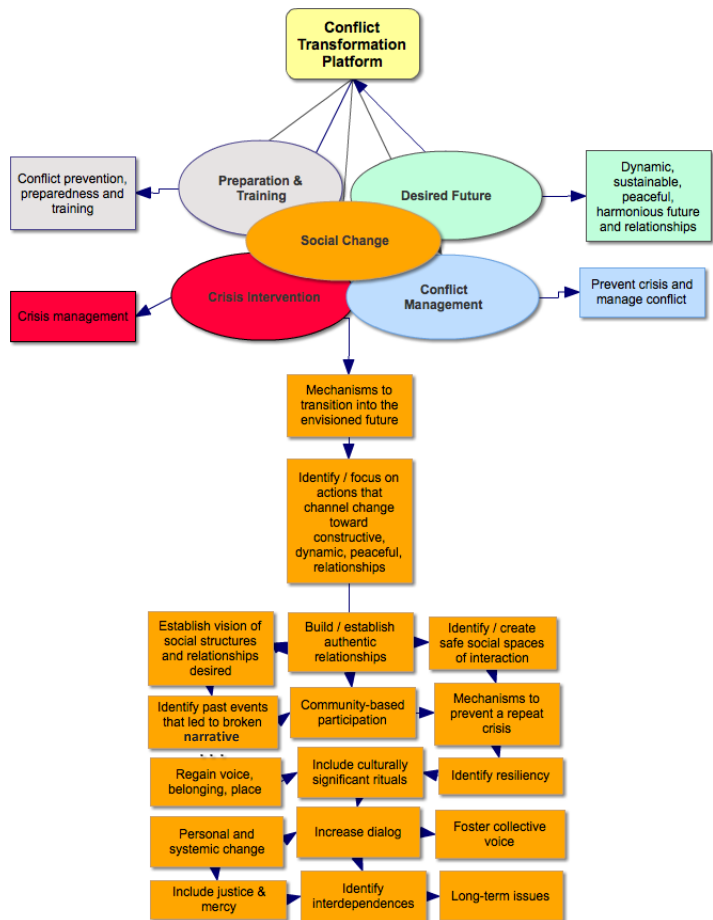 Conflict
Transformation
Platform
Conflict prevention,
preparedness and
training
Preparation &
Training
Desired Future
Dynamic,
sustainable,
peaceful,
harmonious future
and relationships
Social Change
Crisis management
Crisis Intervention
Conflict
Management
Prevent crisis and
manage conflict
Mechanisms to
transition into the
envisioned future
Identify / focus on
actions that
channel change
toward
constructive,
dynamic, peaceful,
relationships
Establish vision of
social structures
and relationships
desired
Build / establish
authentic
relationships
Identify / create
safe social spaces
of interaction
Identify past events
that led to broken
narrative
Community-based
participation
Mechanisms to
prevent a repeat
crisis
Regain voice,
belonging, place
Include culturally
significant rituals
Identify resiliency
Personal and
systemic change
Increase dialog
Foster collective
voice
Include justice &
mercy
Identify
interdependences
Long-term issues